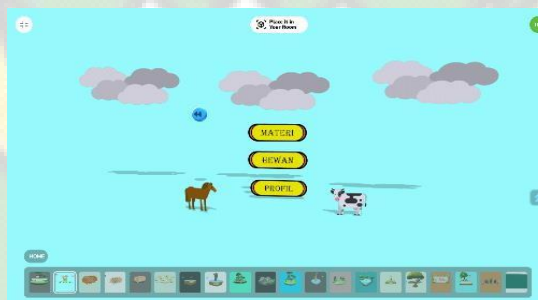 Place it in
Your Room
MATERI
HEWAN
PROFIL
HOME